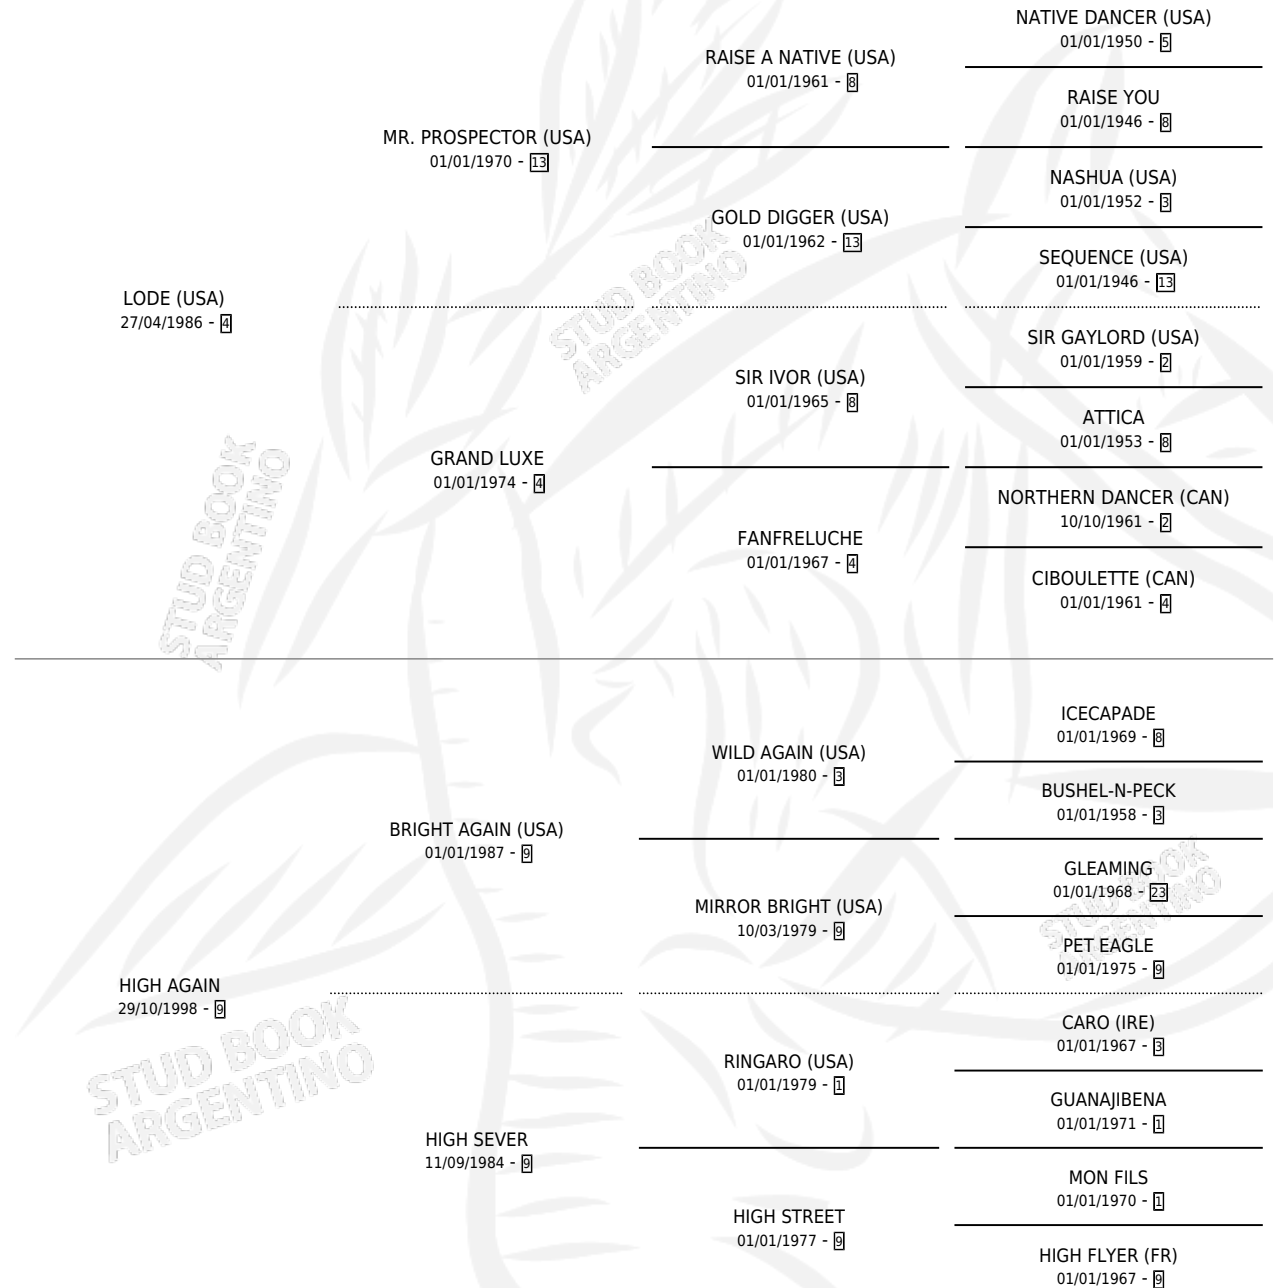 NATIVE DANCER (USA)
01/01/1950 - 5
RAISE A NATIVE (USA)
01/01/1961 - 8
RAISE YOU
01/01/1946 - 8
MR. PROSPECTOR (USA)
01/01/1970 - 13
NASHUA (USA)
01/01/1952 - 3
GOLD DIGGER (USA)
01/01/1962 - 13
SEQUENCE (USA)
01/01/1946 - 13
LODE (USA)
27/04/1986 - 4
STUD BOOK
ARGENTINO
SIR GAYLORD (USA)
01/01/1959 - 2
SIR IVOR (USA)
01/01/1965 - 8
ATTICA
01/01/1953 - 8
GRAND LUXE
01/01/1974 - 4
NORTHERN DANCER (CAN)
10/10/1961 - 2
FANFRELUCHE
01/01/1967 - 4
CIBOULETTE (CAN)
01/01/1961 - 4
STUD BOOK
ARGENTINO
ICECAPADE
01/01/1969 - 8
WILD AGAIN (USA)
01/01/1980 - 3
BUSHEL-N-PECK
01/01/1958 - 3
BRIGHT AGAIN (USA)
01/01/1987 - 9
GLEAMING
01/01/1968 - 23
MIRROR BRIGHT (USA)
10/03/1979 - 9
STUD BOOK
ARGENTINO
PET EAGLE
01/01/1975 - 9
HIGH AGAIN
29/10/1998 - 9
CARO (IRE)
01/01/1967 - 3
RINGARO (USA)
01/01/1979 - 1
STUD BOOK
ARGENTINO
GUANAJIBENA
01/01/1971 - 1
HIGH SEVER
11/09/1984 - 9
MON FILS
01/01/1970 - 1
HIGH STREET
01/01/1977 - 9
HIGH FLYER (FR)
01/01/1967 - 9